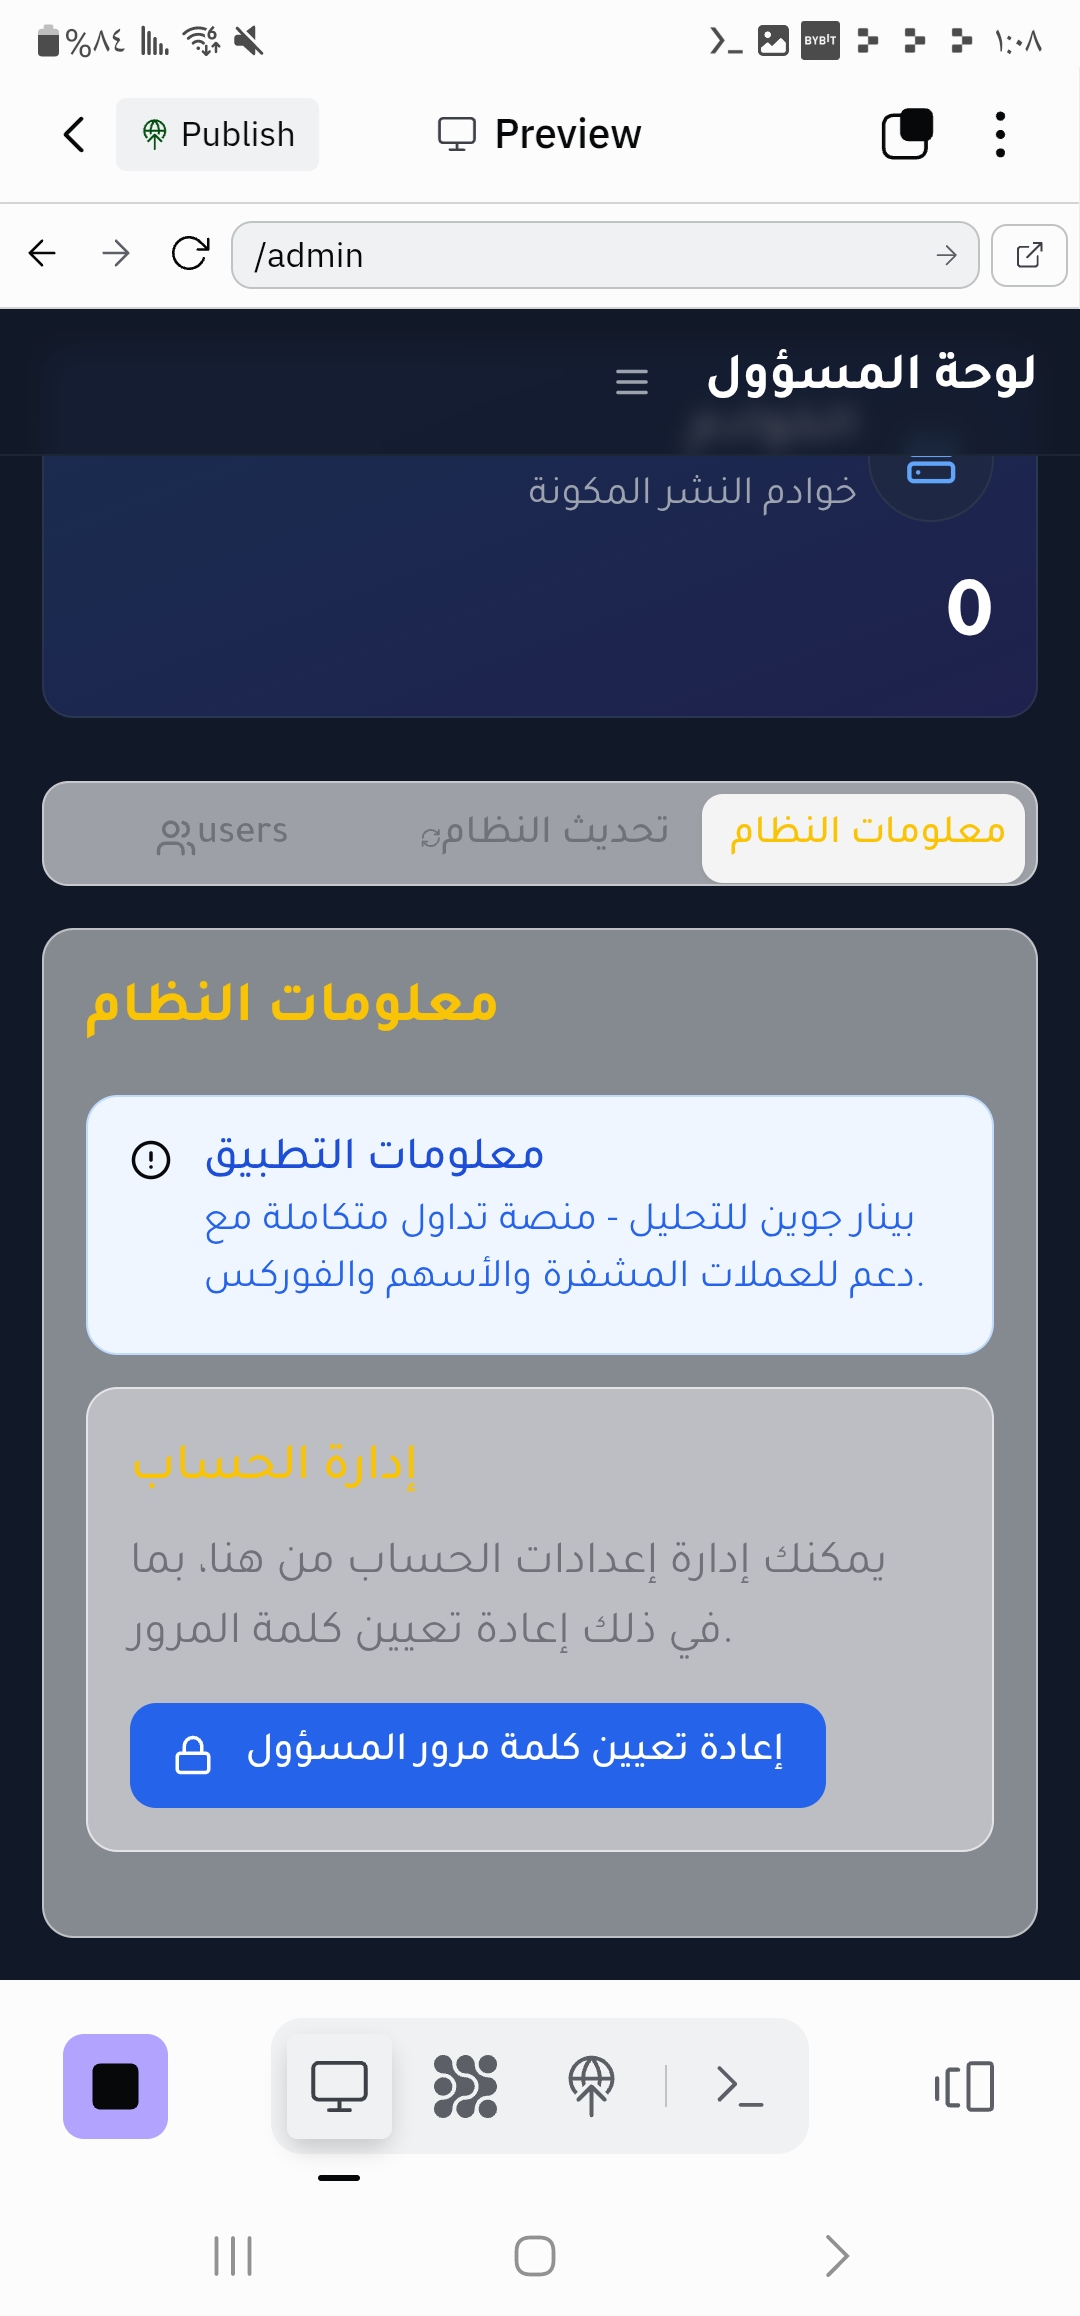 %٨٤
BYBIT
١:٠٨
Publish
Preview
/admin
لوحة المسؤول
خوادم النشر المكونة
0
معلومات النظام
تحديث النظام
users
معلومات النظام
معلومات التطبيق
بينار جوين للتحليل - منصة تداول متكاملة مع
دعم للعملات المشفرة والأسهم والفوركس.
إدارة الحساب
يمكنك إدارة إعدادات الحساب من هنا، بما
في ذلك إعادة تعيين كلمة المرور.
إعادة تعيين كلمة مرور المسؤول